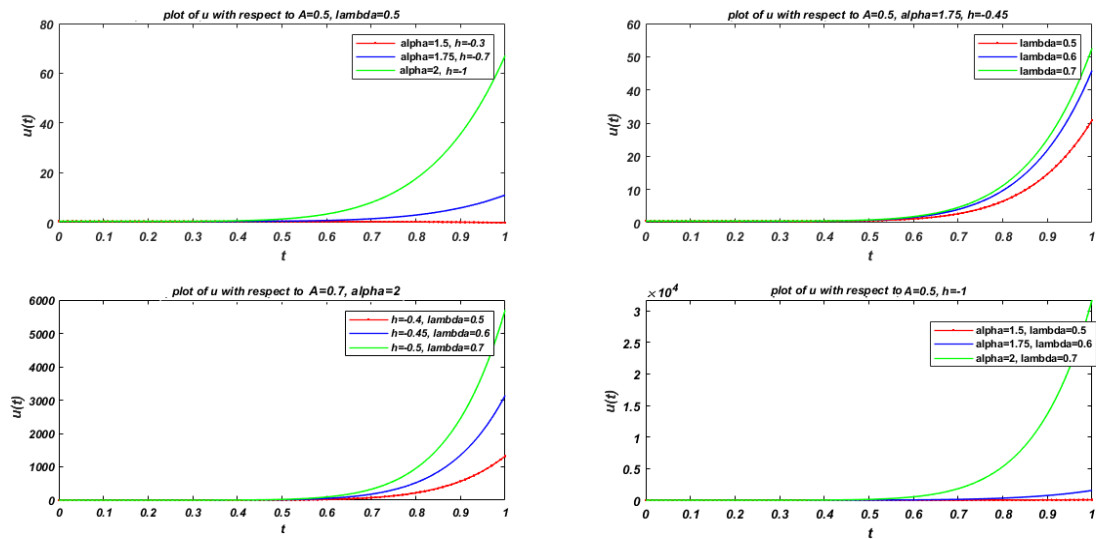 plot of u with respect to A=0.5, lambda=0.5
80
60
40
20
0
u(t)
alpha=1.5, h=-0.3
alpha=1.75, h=-0.7
alpha=2, h=-1
0 0.1 0.2 0.3 0.4 0.5 0.6 0.7 0.8 0.9 1
t
plot of u with respect to A=0.5, alpha=1.75, h=-0.45
60
50
40
30
20
10
0
u(t)
lambda=0.5
lambda=0.6
lambda=0.7
0 0.1 0.2 0.3 0.4 0.5 0.6 0.7 0.8 0.9 1
t
plot of u with respect to A=0.7, alpha=2
6000
5000
4000
3000
2000
1000
0
u(t)
h=-0.4, lambda=0.5
h=-0.45, lambda=0.6
h=-0.5, lambda=0.7
0 0.1 0.2 0.3 0.4 0.5 0.6 0.7 0.8 0.9 1
t
plot of u with respect to A=0.5, h=-1
×10^4
3
2.5
2
1.5
1
0.5
0
u(t)
alpha=1.5, lambda=0.5
alpha=1.75, lambda=0.6
alpha=2, lambda=0.7
0 0.1 0.2 0.3 0.4 0.5 0.6 0.7 0.8 0.9 1
t